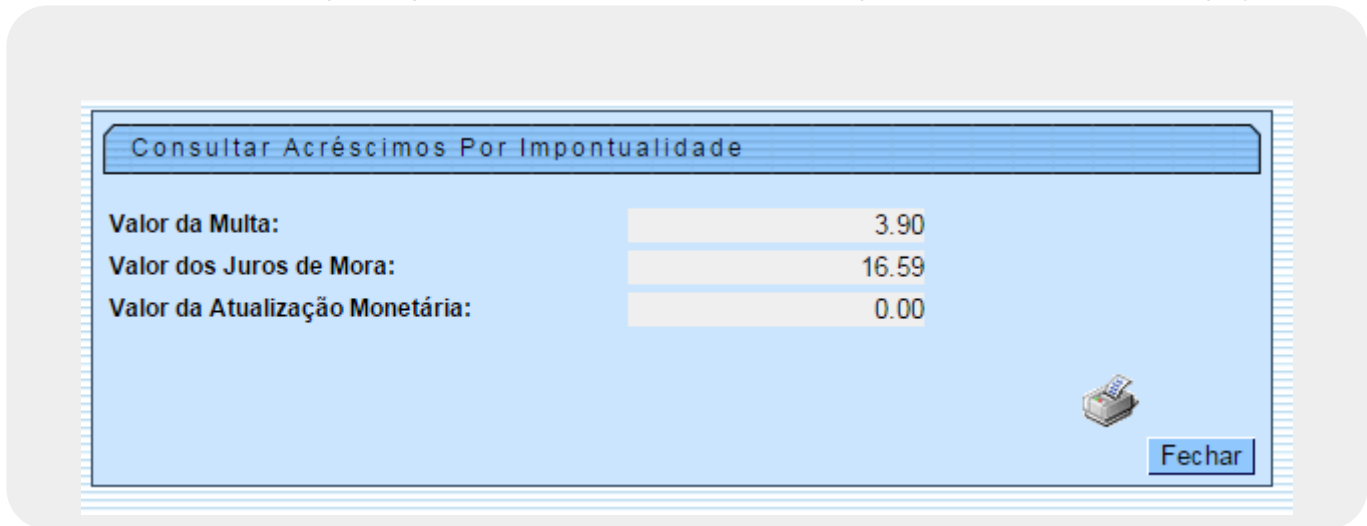 Consultar Acréscimos Por Impontualidade
Valor da Multa: 3.90
Valor dos Juros de Mora: 16.59
Valor da Atualização Monetária: 0.00
Fechar